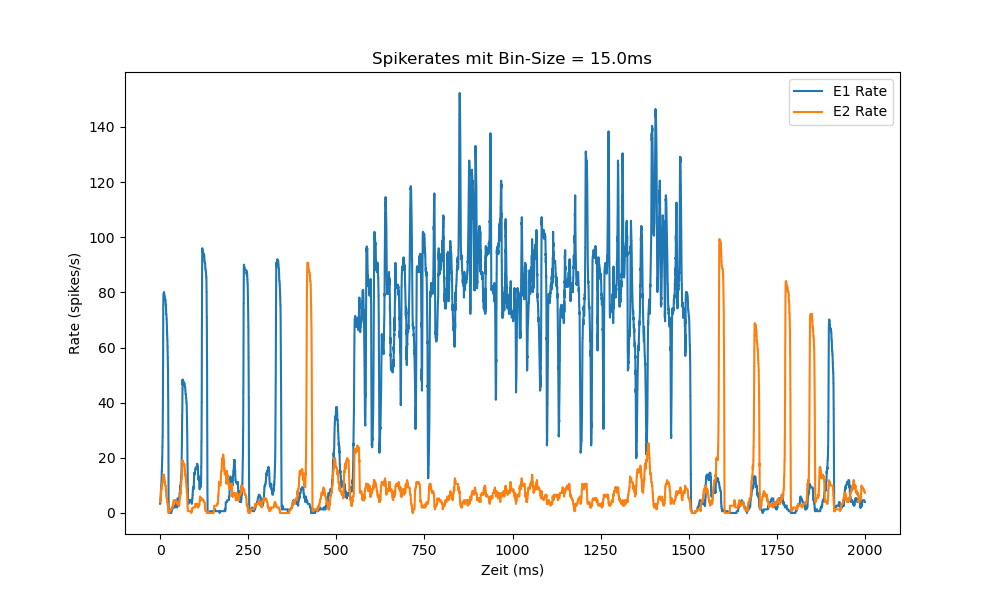 Spikerates mit Bin-Size = 15.0ms
E1 Rate
E2 Rate
Rate (spikes/s)
140
120
100
80
60
40
20
0
0 250 500 750 1000 1250 1500 1750 2000
Zeit (ms)